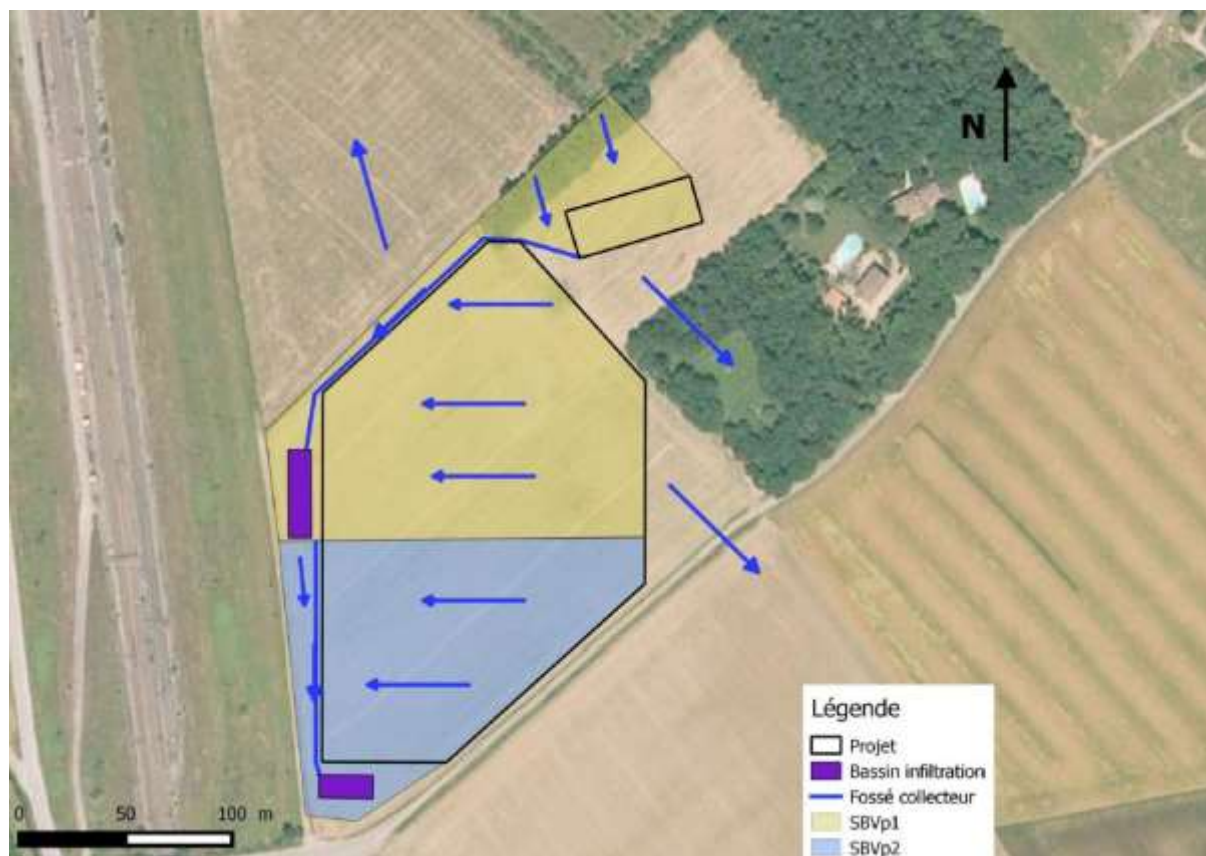 N
Légende
Projet
Bassin infiltration
Fossé collecteur
SBVp1
SBVp2
0 50 100 m